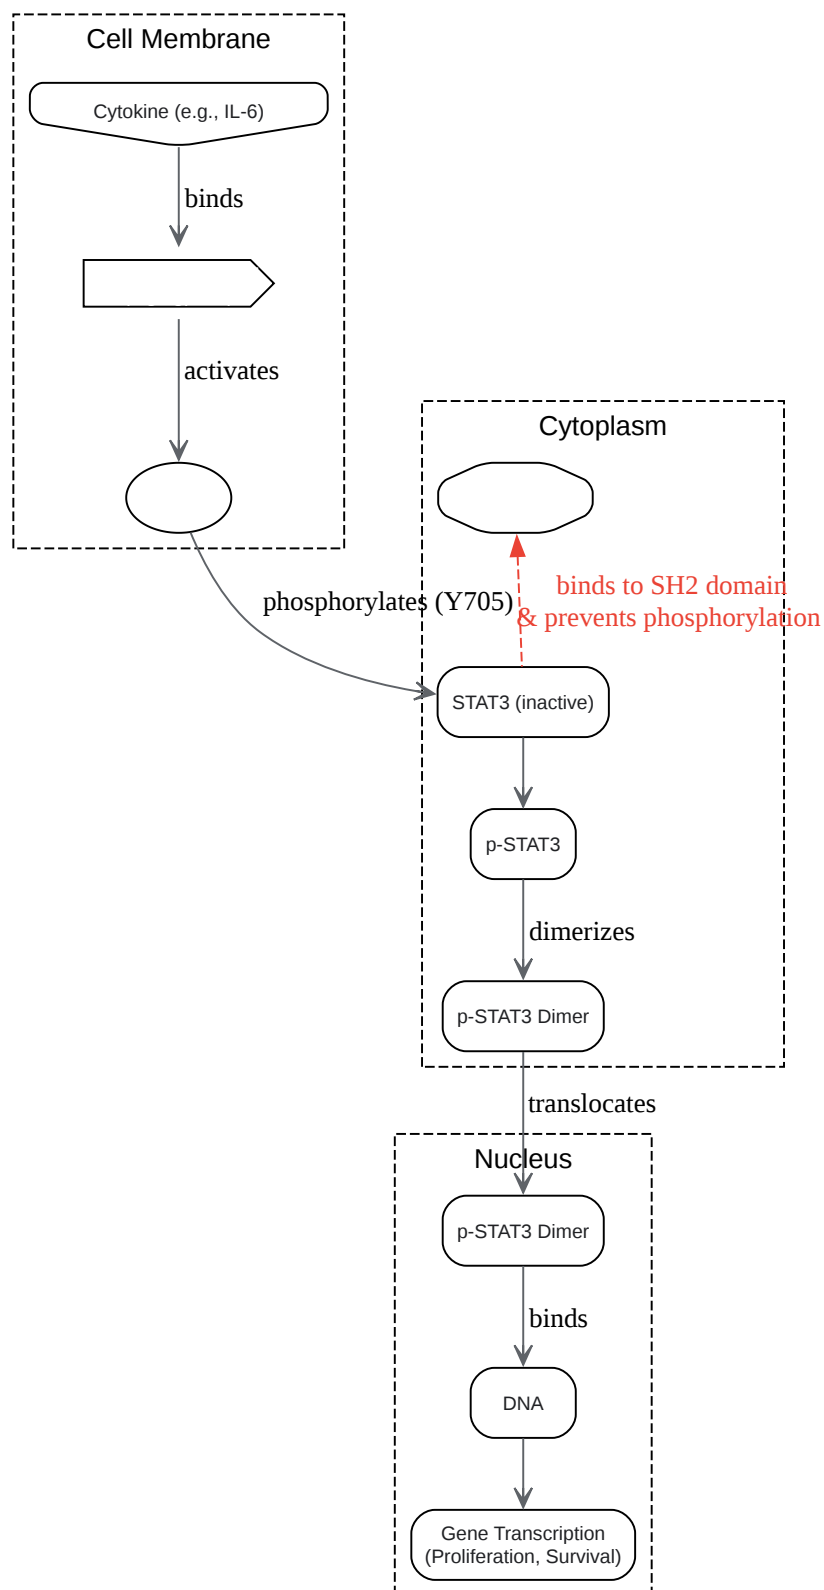 Cell Membrane
Cytokine (e.g., IL-6)
binds
activates
Cytoplasm
binds to SH2 domain
& prevents phosphorylation
phosphorylates (Y705)
STAT3 (inactive)
p-STAT3
dimerizes
p-STAT3 Dimer
translocates
Nucleus
p-STAT3 Dimer
binds
DNA
Gene Transcription
(Proliferation, Survival)